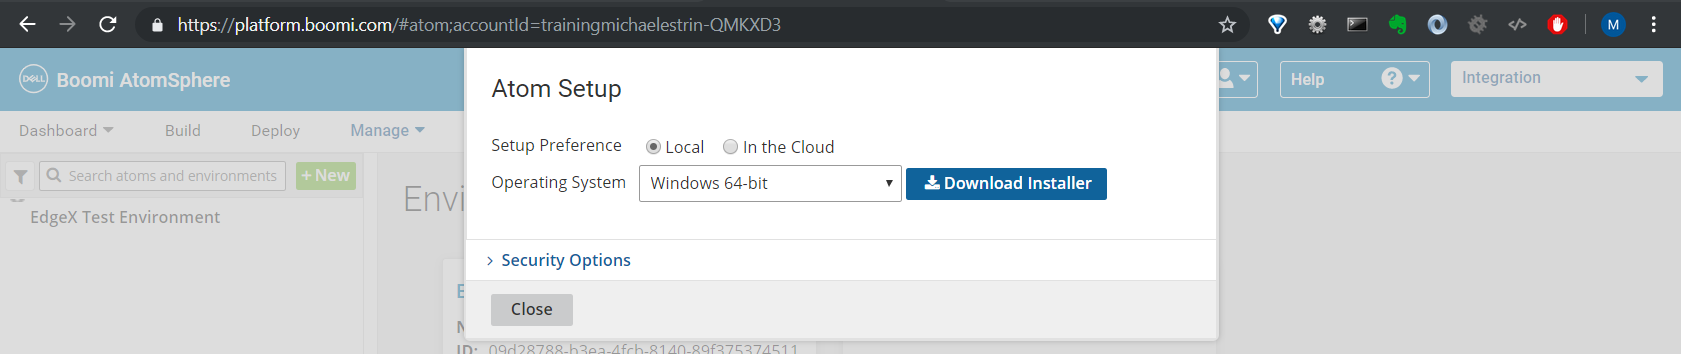 https://platform.boomi.com/#atom;accountId=trainingmichaelestrin-QMKXD3
M
DELL Boomi AtomSphere
Help ?
Integration
Dashboard Build Deploy Manage
Search atoms and environments
+ New
EdgeX Test Environment
Envi
Atom Setup
Setup Preference Local In the Cloud
Operating System Windows 64-bit Download Installer
> Security Options
Close
ID: 09d28788-b3ea-4fcb-8140-89f375374511